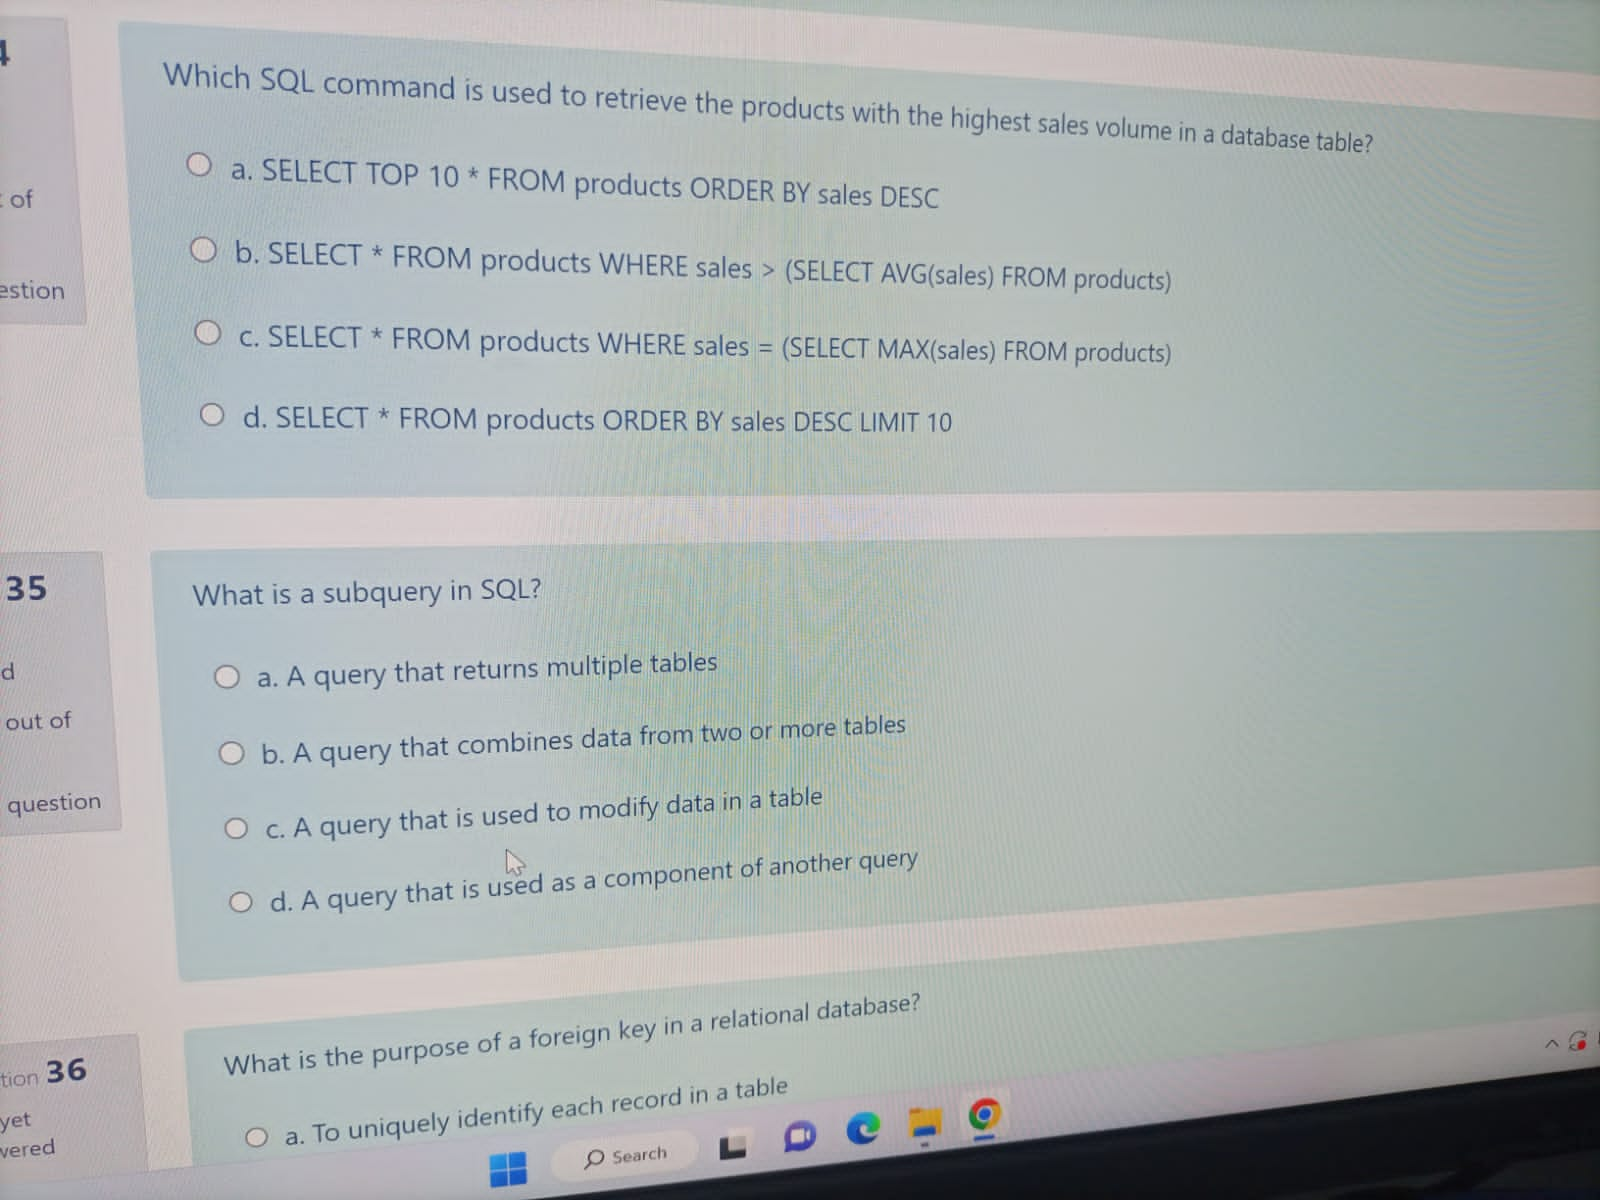 4
Which SQL command is used to retrieve the products with the highest sales volume in a database table?
a. SELECT TOP 10 * FROM products ORDER BY sales DESC
of
b. SELECT * FROM products WHERE sales > (SELECT AVG(sales) FROM products)
estion
c. SELECT * FROM products WHERE sales = (SELECT MAX(sales) FROM products)
d. SELECT * FROM products ORDER BY sales DESC LIMIT 10
35
d
out of
question
What is a subquery in SQL?
a. A query that returns multiple tables
b. A query that combines data from two or more tables
c. A query that is used to modify data in a table
d. A query that is used as a component of another query
tion 36
yet
vered
What is the purpose of a foreign key in a relational database?
a. To uniquely identify each record in a table
Search